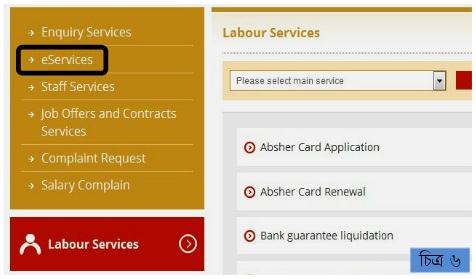 Enquiry Services
eServices
Staff Services
Job Offers and Contracts
Services
Complaint Request
Salary Complain
Labour Services
Labour Services
Please select main service
Absher Card Application
Absher Card Renewal
Bank guarantee liquidation
চিত্র ৬